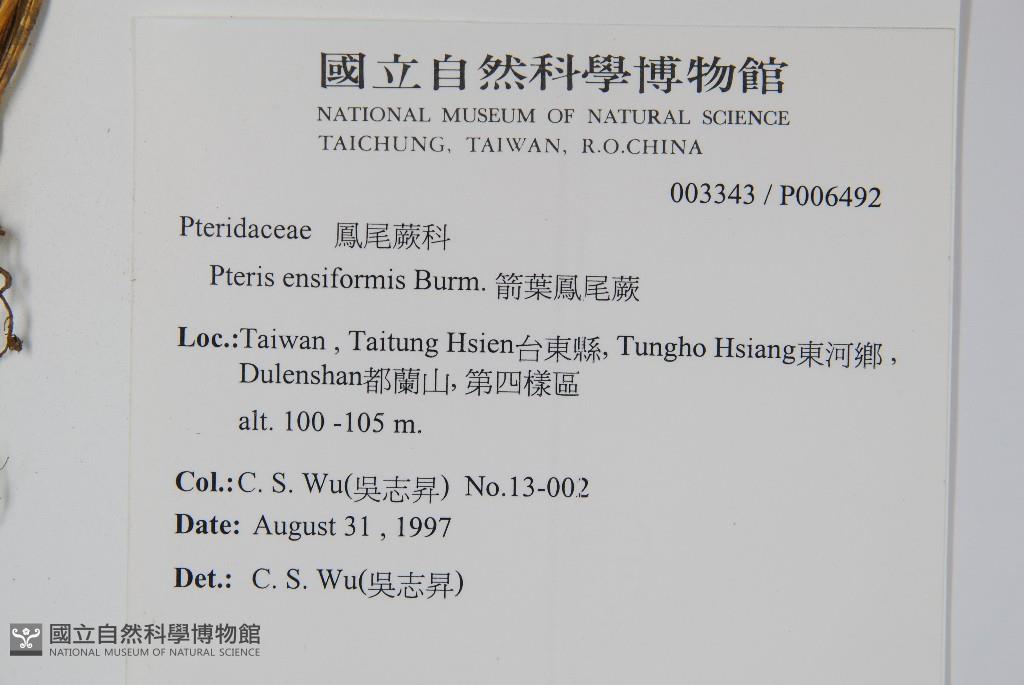 國立自然科學博物館
NATIONAL MUSEUM OF NATURAL SCIENCE
TAICHUNG, TAIWAN, R.O.CHINA
003343 / P006492
Pteridaceae 鳳尾蕨科
Pteris ensiformis Burm. 箭葉鳳尾蕨
Loc.:Taiwan , Taitung Hsien台東縣, Tungho Hsiang東河鄉 ,
Dulenshan都蘭山, 第四樣區
alt. 100 -105 m.
Col.:C. S. Wu(吳志昇) No.13-002
Date: August 31 , 1997
Det.: C. S. Wu(吳志昇)
國立自然科學博物館
NATIONAL MUSEUM OF NATURAL SCIENCE